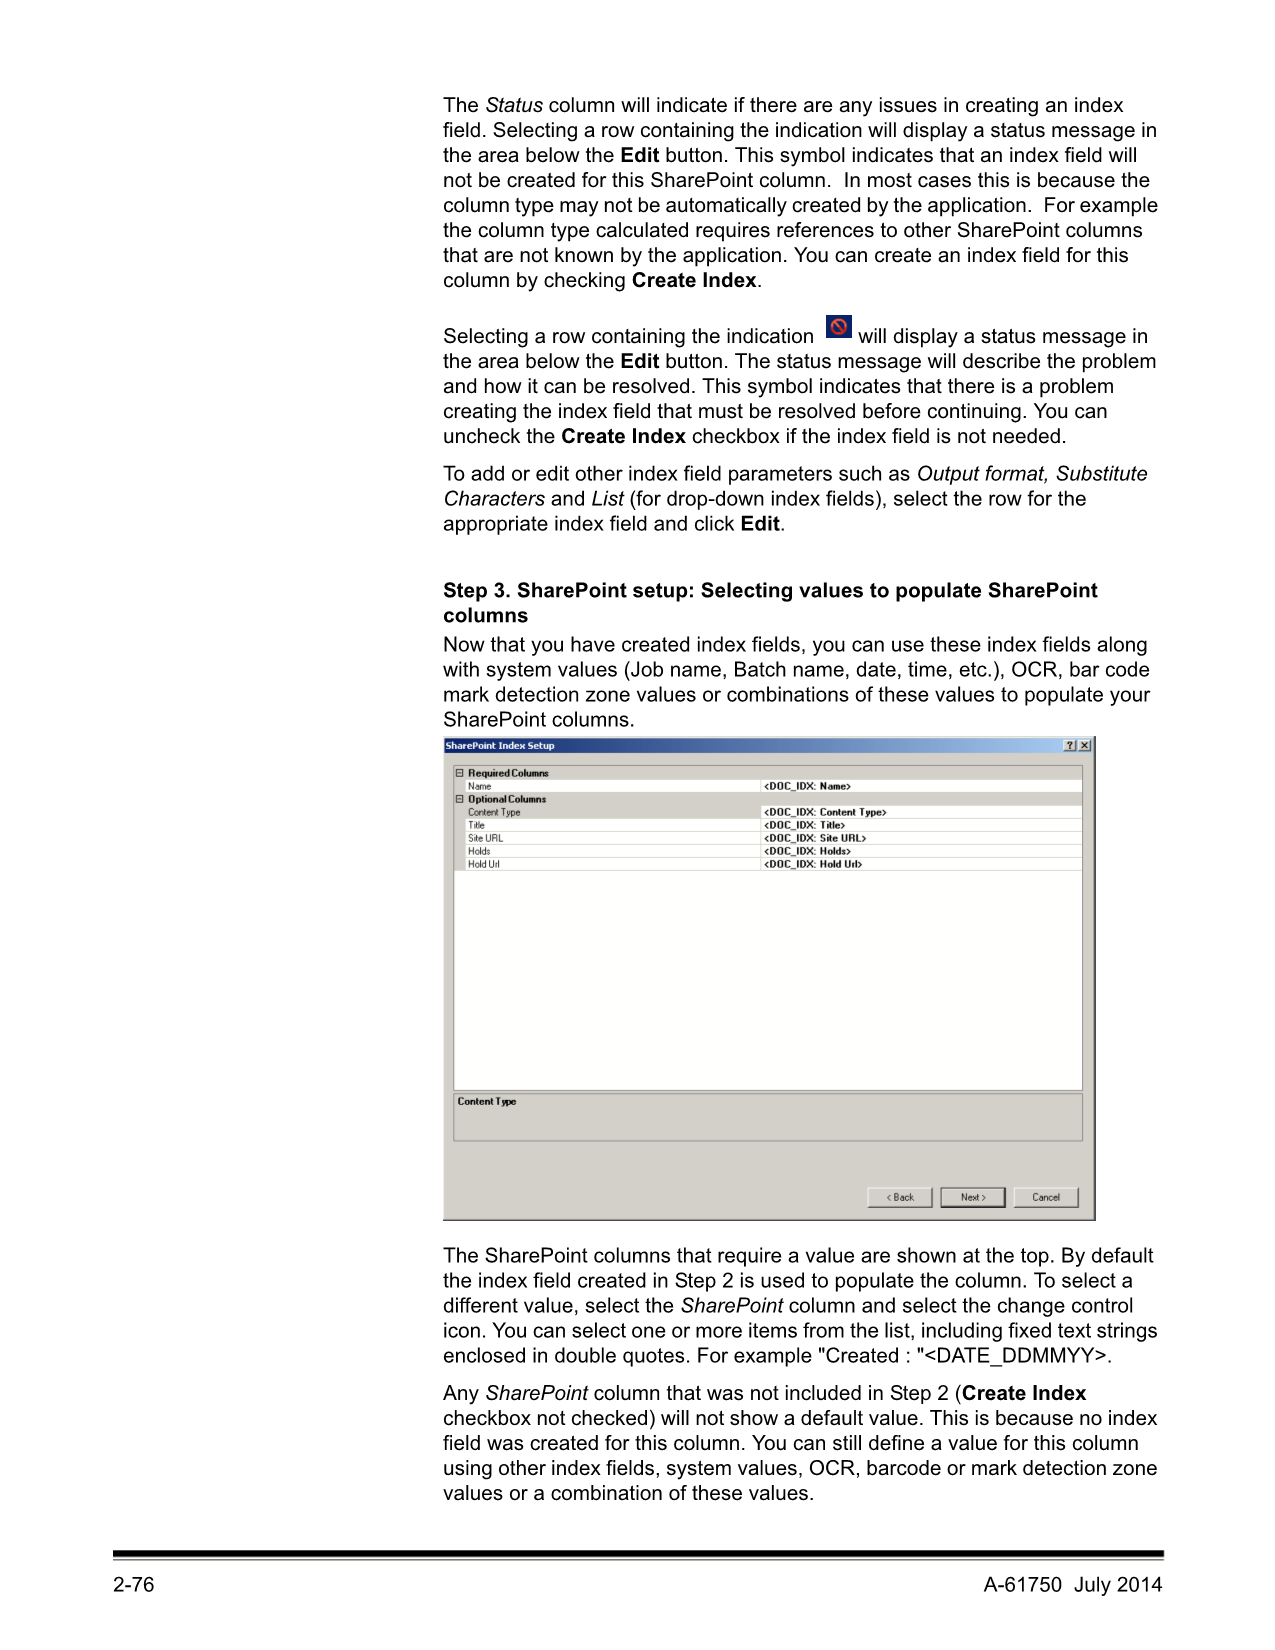 The Status column will indicate if there are any issues in creating an index
field. Selecting a row containing the indication will display a status message in
the area below the Edit button. This symbol indicates that an index field will
not be created for this SharePoint column.  In most cases this is because the
column type may not be automatically created by the application.  For example
the column type calculated requires references to other SharePoint columns
that are not known by the application. You can create an index field for this
column by checking Create Index.
Selecting a row containing the indication will display a status message in
the area below the Edit button. The status message will describe the problem
and how it can be resolved. This symbol indicates that there is a problem
creating the index field that must be resolved before continuing. You can
uncheck the Create Index checkbox if the index field is not needed.
To add or edit other index field parameters such as Output format, Substitute
Characters and List (for drop-down index fields), select the row for the
appropriate index field and click Edit.
Step 3. SharePoint setup: Selecting values to populate SharePoint
columns
Now that you have created index fields, you can use these index fields along
with system values (Job name, Batch name, date, time, etc.), OCR, bar code
mark detection zone values or combinations of these values to populate your
SharePoint columns.
SharePoint Index Setup
Required Columns
Name <DOC_IDX: Name>
Optional Columns
Content Type <DOC_IDX: Content Type>
Title <DOC_IDX: Title>
Site URL <DOC_IDX: Site URL>
Holds <DOC_IDX: Holds>
Hold Url <DOC_IDX: Hold Url>
Content Type
< Back Next > Cancel
The SharePoint columns that require a value are shown at the top. By default
the index field created in Step 2 is used to populate the column. To select a
different value, select the SharePoint column and select the change control
icon. You can select one or more items from the list, including fixed text strings
enclosed in double quotes. For example "Created : "<DATE_DDMMYY>.
Any SharePoint column that was not included in Step 2 (Create Index
checkbox not checked) will not show a default value. This is because no index
field was created for this column. You can still define a value for this column
using other index fields, system values, OCR, barcode or mark detection zone
values or a combination of these values.
2-76 A-61750  July 2014